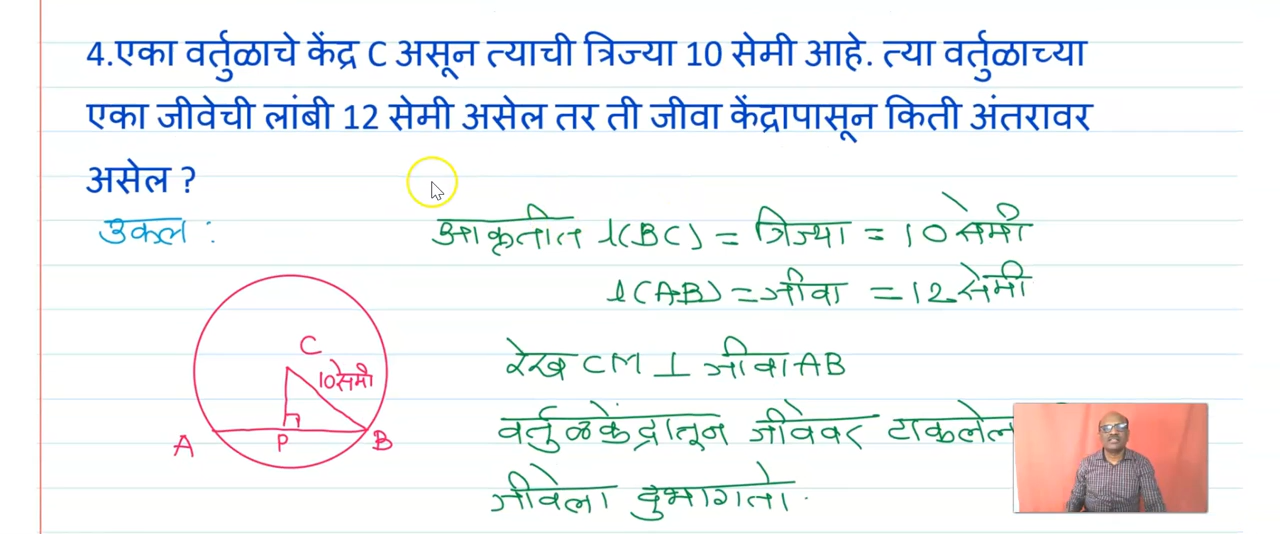 4.एका वर्तुळाचे केंद्र C असून त्याची त्रिज्या 10 सेमी आहे. त्या वर्तुळाच्या
एका जीवेची लांबी 12 सेमी असेल तर ती जीवा केंद्रापासून किती अंतरावर
असेल ?
उकल :
आकृतीत l(BC) = त्रिज्या = 10 सेमी
l(AB) = जीवा = 12 सेमी
रेख CM ⊥ जीवा AB
वर्तुळकेंद्रातून जीवेवर टाकलेल
जीवेला दुभागतो.
C
10 सेमी
A
P
B